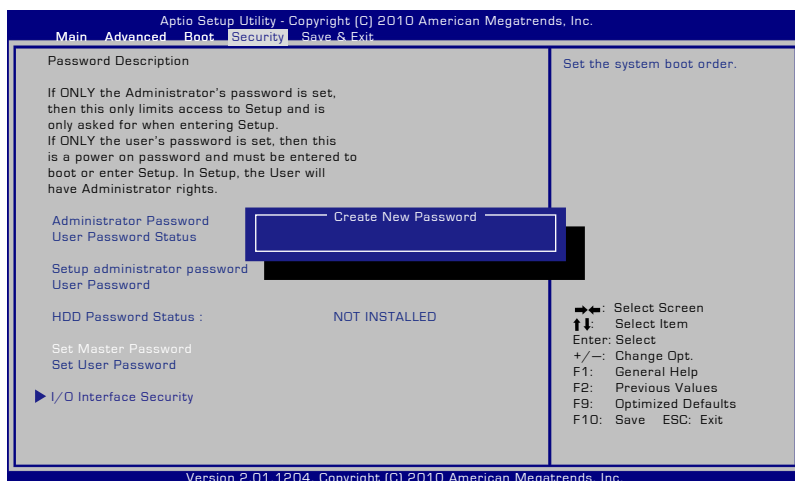 Aptio Setup Utility - Copyright (C) 2010 American Megatrends, Inc.
Main Advanced Boot Security Save & Exit
Password Description
If ONLY the Administrator's password is set,
then this only limits access to Setup and is
only asked for when entering Setup.
If ONLY the user's password is set, then this
is a power on password and must be entered to
boot or enter Setup. In Setup, the User will
have Administrator rights.
Administrator Password
User Password Status
Create New Password
Setup administrator password
User Password
HDD Password Status : NOT INSTALLED
Set Master Password
Set User Password
I/O Interface Security
Set the system boot order.
→←: Select Screen
↑↓: Select Item
Enter: Select
+/—: Change Opt.
F1: General Help
F2: Previous Values
F9: Optimized Defaults
F10: Save ESC: Exit
Version 2.01.1204. Copyright (C) 2010 American Megatrends, Inc.